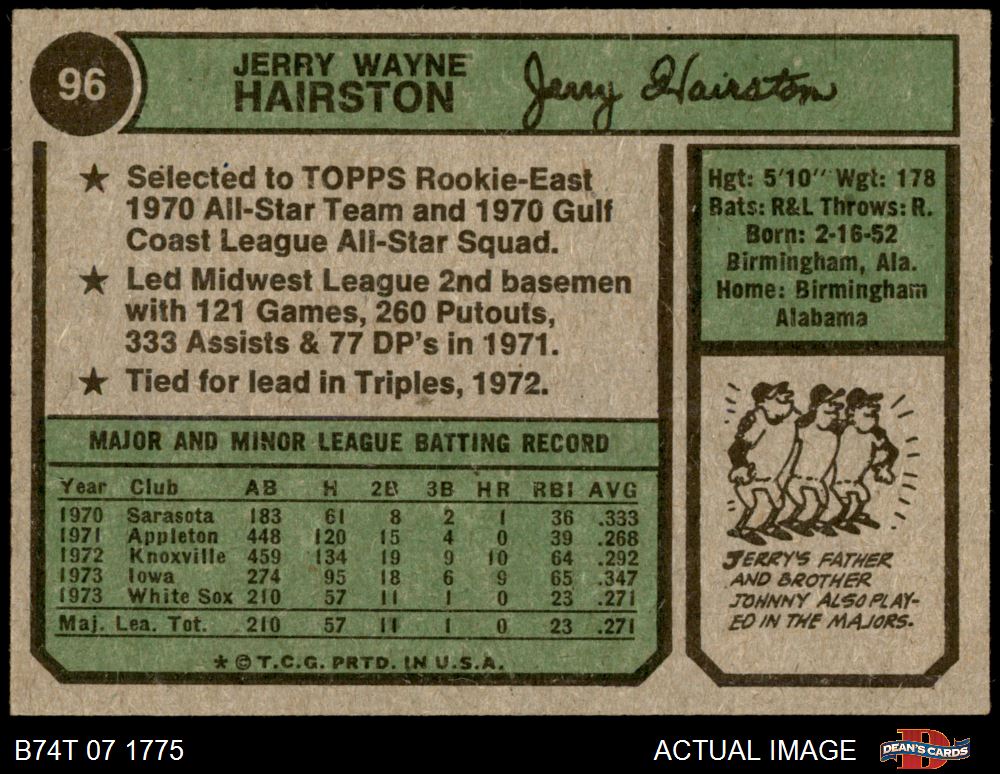 96
JERRY WAYNE
HAIRSTON
Jerry Hairston
★ Selected to TOPPS Rookie-East
1970 All-Star Team and 1970 Gulf
Coast League All-Star Squad.
★ Led Midwest League 2nd basemen
with 121 Games, 260 Putouts,
333 Assists & 77 DP's in 1971.
★ Tied for lead in Triples, 1972.
Hgt: 5'10" Wgt: 178
Bats: R&L Throws: R.
Born: 2-16-52
Birmingham, Ala.
Home: Birmingham
Alabama
MAJOR AND MINOR LEAGUE BATTING RECORD
Year Club AB H 2B 3B HR RBI AVG
1970 Sarasota 183 61 8 2 1 36 .333
1971 Appleton 448 120 15 4 0 39 .268
1972 Knoxville 459 134 19 9 10 64 .292
1973 Iowa 274 95 18 6 9 65 .347
1973 White Sox 210 57 11 1 0 23 .271
Maj. Lea. Tot. 210 57 11 1 0 23 .271
* © T.C.G. PRTD. IN U.S.A.
JERRY'S FATHER
AND BROTHER
JOHNNY ALSO PLAY-
ED IN THE MAJORS.
B74T 07 1775
ACTUAL IMAGE
DEAN'S CARDS